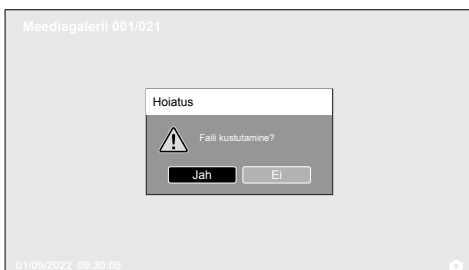 Meediagalerii 001/021
Hoiatus
Faili kustutamine?
Jah Ei
01/09/2022 09:30:05